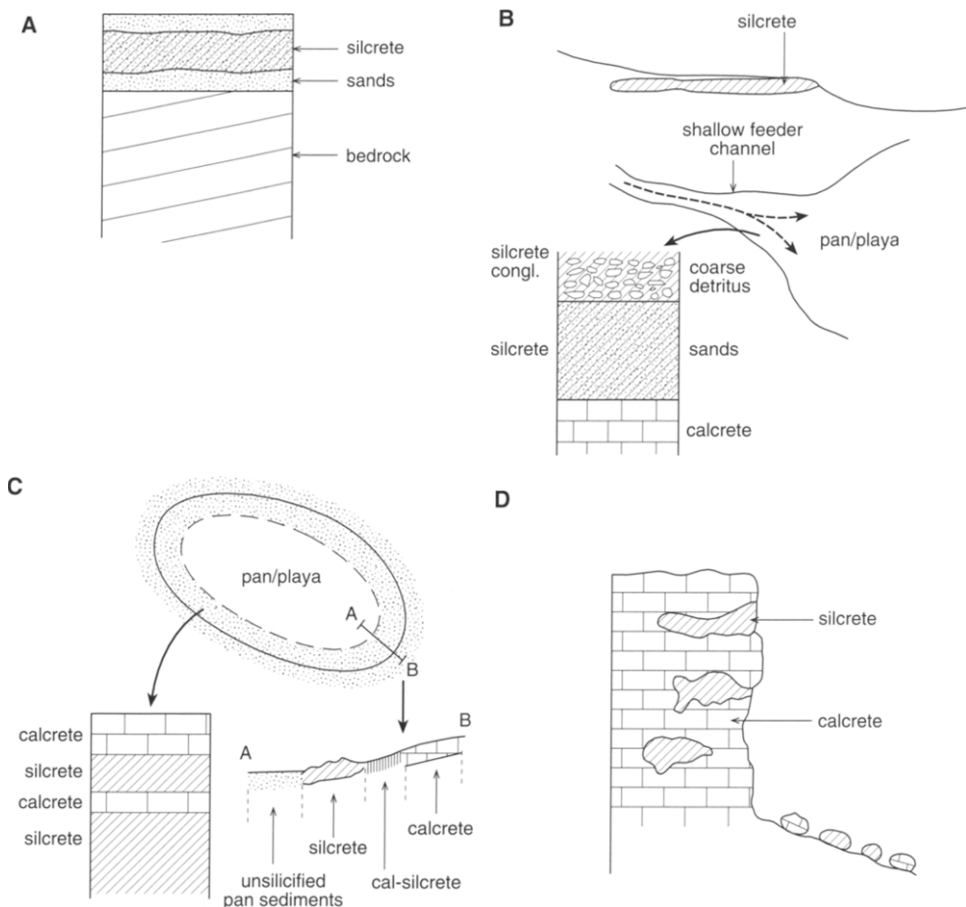 A
silcrete
sands
bedrock
B
silcrete
shallow feeder
channel
pan/playa
silcrete
congl.
coarse
detritus
silcrete
sands
calcrete
C
pan/playa
A
B
calcrete
silcrete
calcrete
silcrete
A
B
calcrete
silcrete
cal-silcrete
unsilicified
pan sediments
D
silcrete
calcrete